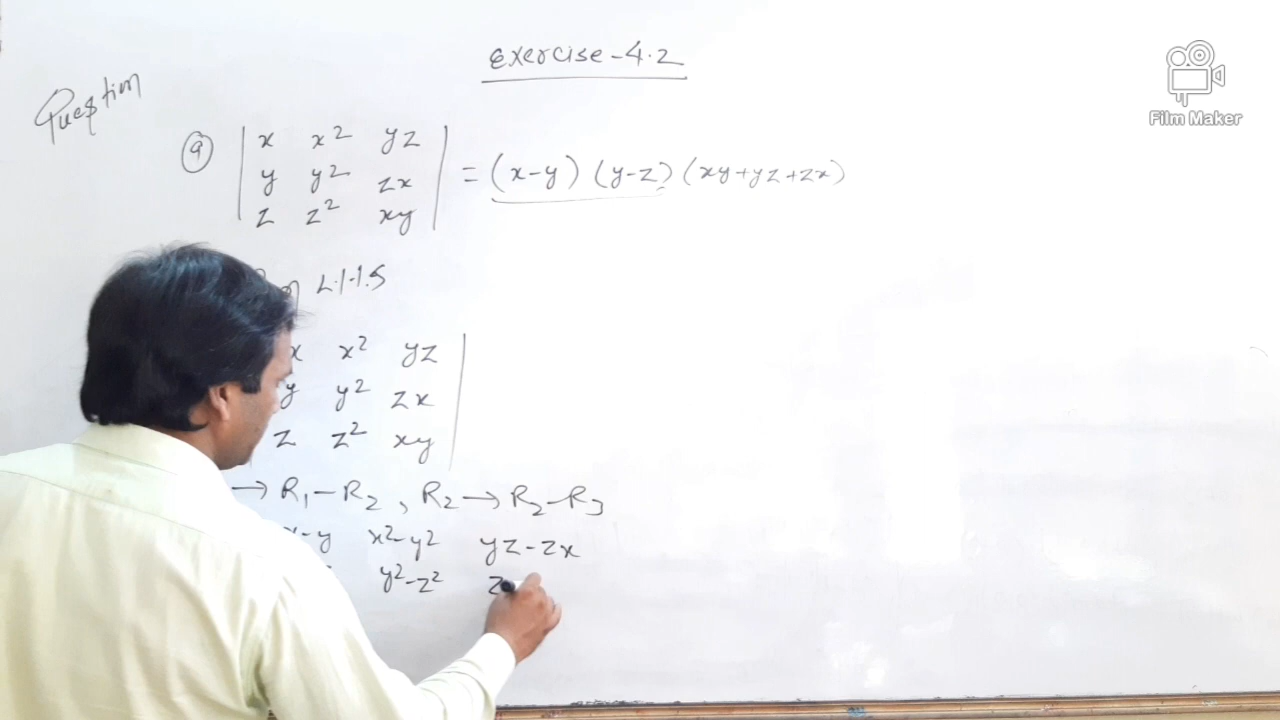 Exercise-4.2
Question
Film Maker
9 | x x² yz |
| y y² zx | = (x-y) (y-z) (xy+yz+zx)
| z z² xy |
L.H.S
x x² yz |
y y² zx |
z z² xy |
→ R₁-R₂, R₂→R₂-R₃
x-y x²-y² yz-zx
y²-z² z